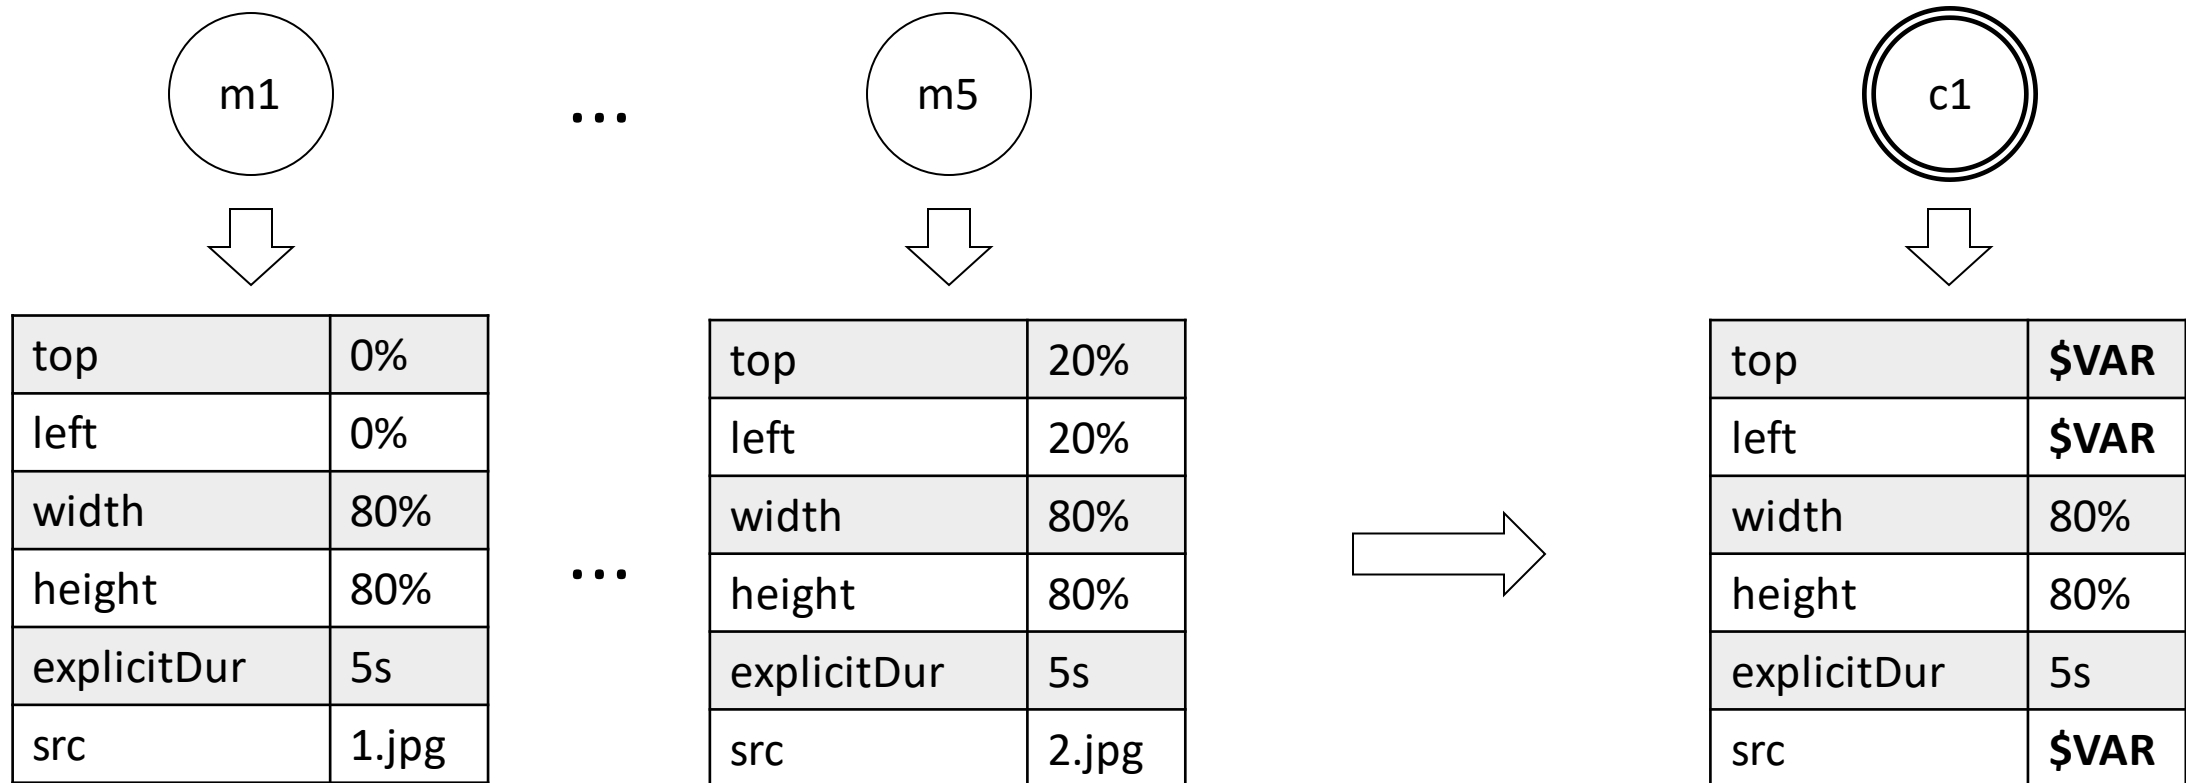 m1 ... m5 c1
top 0% top 20% top $VAR
left 0% left 20% left $VAR
width 80% width 80% width 80%
height 80% ... height 80% height 80%
explicitDur 5s explicitDur 5s explicitDur 5s
src 1.jpg src 2.jpg src $VAR